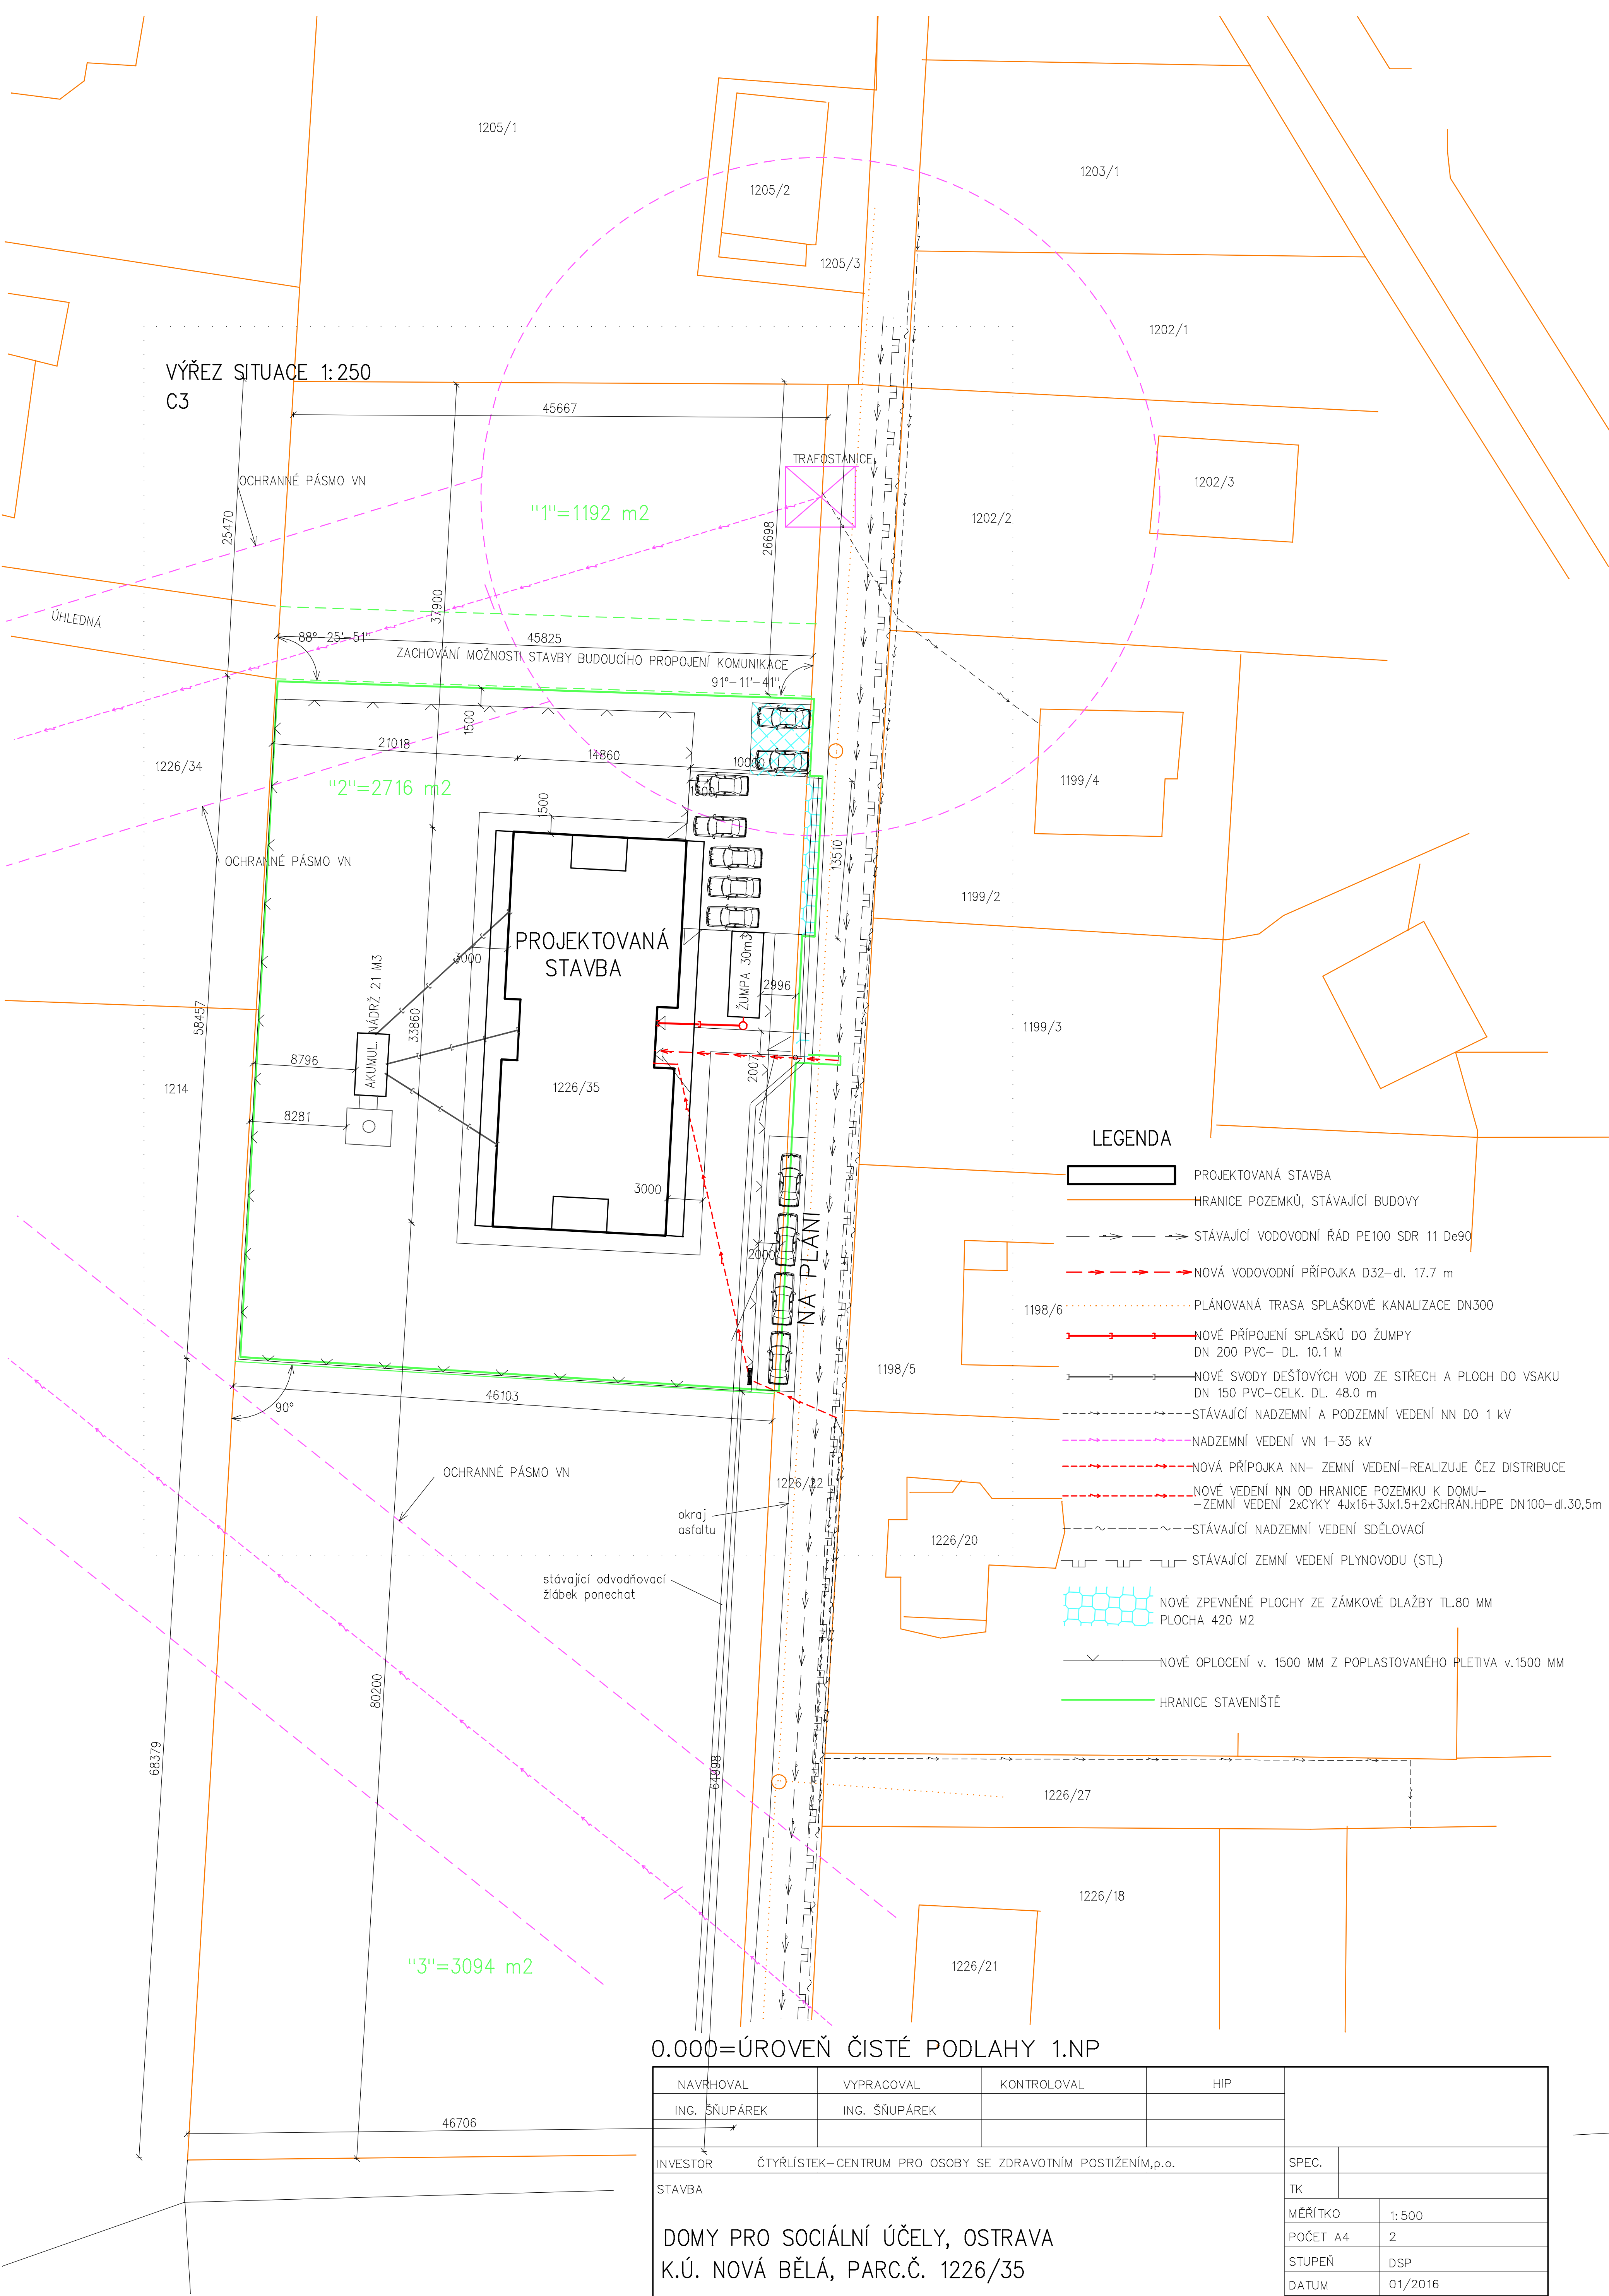 1205/1
1203/1
1205/2
1205/3
1202/1
VÝŘEZ SITUACE 1:250
C3
45667
TRAFOSTANICE
OCHRANNÉ PÁSMO VN
1202/3
"1"=1192 m2
1202/2
25470
26698
37900
ÚHLEDNÁ
88°-25'-51"
45825
ZACHOVÁNÍ MOŽNOSTI STAVBY BUDOUCÍHO PROPOJENÍ KOMUNIKACE
91°-11'-41"
1500
21018
14860
10000
1226/34
1199/4
"2"=2716 m2
1500
1500
13510
OCHRANNÉ PÁSMO VN
1199/2
PROJEKTOVANÁ
STAVBA
3000
ŽUMPA 30m3
2996
AKUMUL. NÁDRŽ 21 M3
58457
33860
1199/3
8796
2007
1214
1226/35
8281
LEGENDA
PROJEKTOVANÁ STAVBA
3000
HRANICE POZEMKŮ, STÁVAJÍCÍ BUDOVY
NA PLÁNI
STÁVAJÍCÍ VODOVODNÍ ŘÁD PE100 SDR 11 De90
2000
NOVÁ VODOVODNÍ PŘÍPOJKA D32-dl. 17.7 m
1198/6
PLÁNOVANÁ TRASA SPLAŠKOVÉ KANALIZACE DN300
NOVÉ PŘÍPOJENÍ SPLAŠKŮ DO ŽUMPY
DN 200 PVC- DL. 10.1 M
1198/5
NOVÉ SVODY DEŠŤOVÝCH VOD ZE STŘECH A PLOCH DO VSAKU
DN 150 PVC-CELK. DL. 48.0 m
46103
90°
STÁVAJÍCÍ NADZEMNÍ A PODZEMNÍ VEDENÍ NN DO 1 kV
NADZEMNÍ VEDENÍ VN 1-35 kV
OCHRANNÉ PÁSMO VN
NOVÁ PŘÍPOJKA NN- ZEMNÍ VEDENÍ-REALIZUJE ČEZ DISTRIBUCE
1226/22
NOVÉ VEDENÍ NN OD HRANICE POZEMKU K DOMU-
-ZEMNÍ VEDENÍ 2xCYKY 4Jx16+3Jx1.5+2xCHRÁN.HDPE DN100-dl.30,5m
okraj
asfaltu
STÁVAJÍCÍ NADZEMNÍ VEDENÍ SDĚLOVACÍ
1226/20
STÁVAJÍCÍ ZEMNÍ VEDENÍ PLYNOVODU (STL)
stávající odvodňovací
žlábek ponechat
NOVÉ ZPEVNĚNÉ PLOCHY ZE ZÁMKOVÉ DLAŽBY TL.80 MM
PLOCHA 420 M2
NOVÉ OPLOCENÍ v. 1500 MM Z POPLASTOVANÉHO PLETIVA v.1500 MM
80200
HRANICE STAVENIŠTĚ
68379
64998
1226/27
1226/18
"3"=3094 m2
1226/21
0.000=ÚROVEŇ ČISTÉ PODLAHY 1.NP
NAVRHOVAL VYPRACOVAL KONTROLOVAL HIP
ING. ŠŇUPÁREK ING. ŠŇUPÁREK
46706
INVESTOR ČTYŘLÍSTEK-CENTRUM PRO OSOBY SE ZDRAVOTNÍM POSTIŽENÍM,p.o. SPEC.
STAVBA TK
MĚŘÍTKO 1:500
DOMY PRO SOCIÁLNÍ ÚČELY, OSTRAVA
POČET A4 2
K.Ú. NOVÁ BĚLÁ, PARC.Č. 1226/35
STUPEŇ DSP
DATUM 01/2016